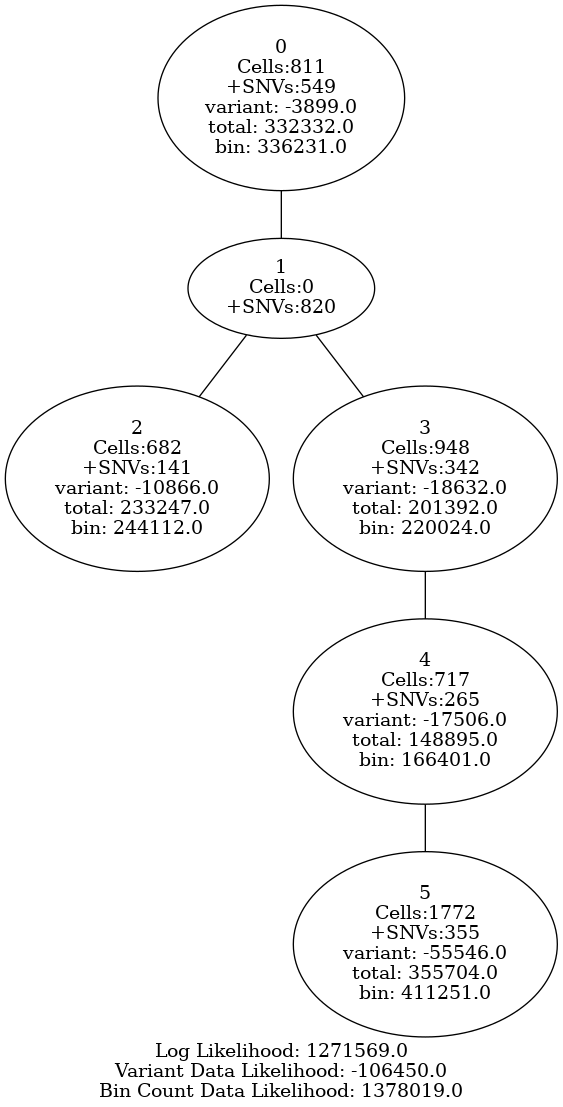 0
Cells:811
+SNVs:549
variant: -3899.0
total: 332332.0
bin: 336231.0
1
Cells:0
+SNVs:820
2
Cells:682
+SNVs:141
variant: -10866.0
total: 233247.0
bin: 244112.0
3
Cells:948
+SNVs:342
variant: -18632.0
total: 201392.0
bin: 220024.0
4
Cells:717
+SNVs:265
variant: -17506.0
total: 148895.0
bin: 166401.0
5
Cells:1772
+SNVs:355
variant: -55546.0
total: 355704.0
bin: 411251.0
Log Likelihood: 1271569.0
Variant Data Likelihood: -106450.0
Bin Count Data Likelihood: 1378019.0